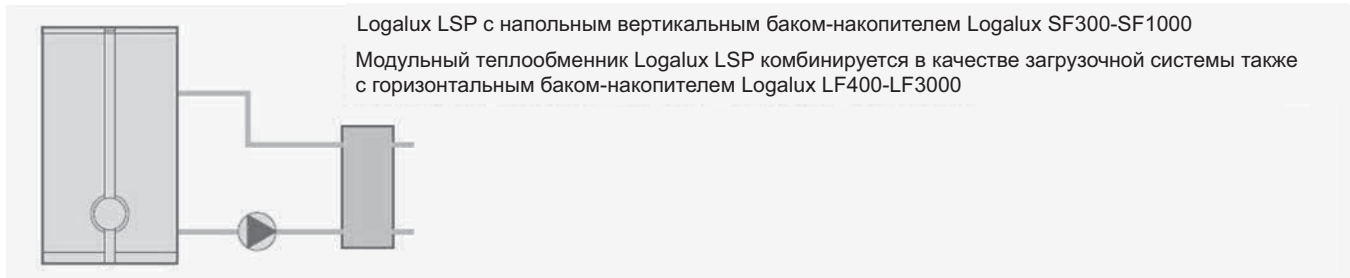 Logalux LSP с напольным вертикальным баком-накопителем Logalux SF300-SF1000
Модульный теплообменник Logalux LSP комбинируется в качестве загрузочной системы также
с горизонтальным баком-накопителем Logalux LF400-LF3000